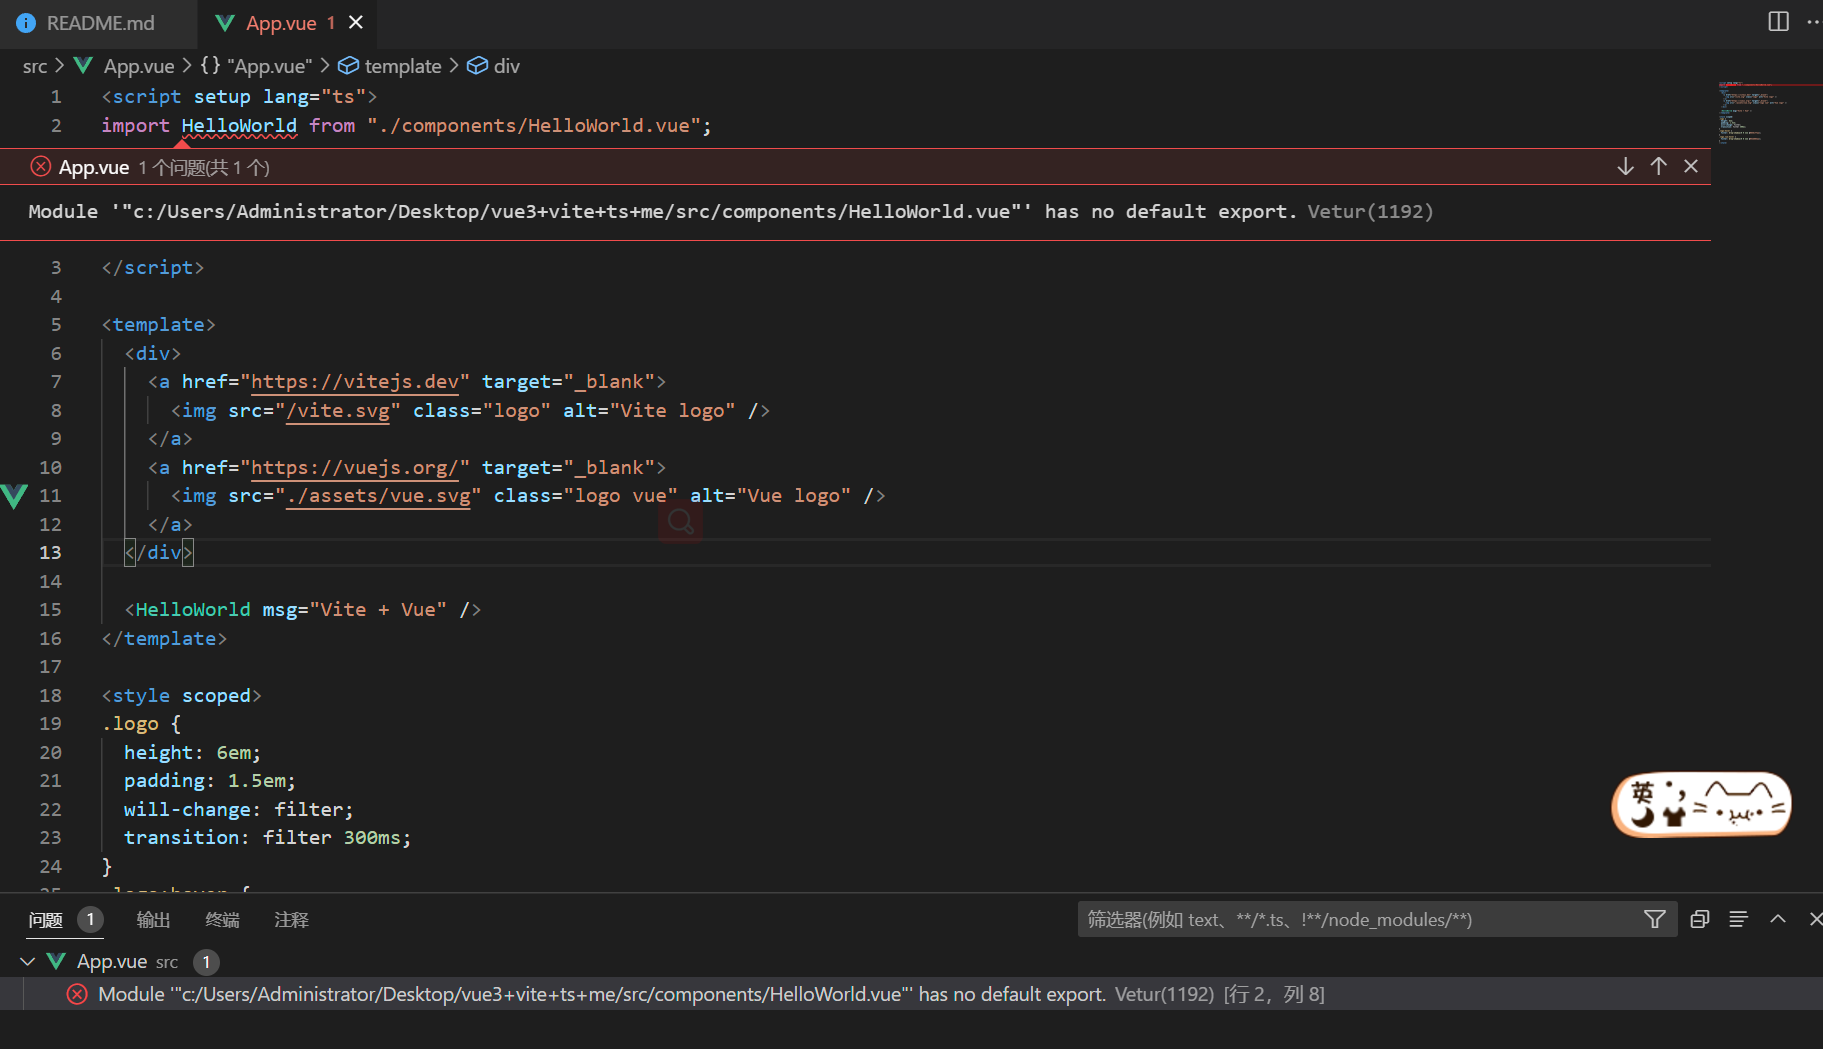 README.md
App.vue 1
src > App.vue > {} "App.vue" > template > div
1 <script setup lang="ts">
2 import HelloWorld from "./components/HelloWorld.vue";
App.vue 1 个问题(共 1 个)
Module '"c:/Users/Administrator/Desktop/vue3+vite+ts+me/src/components/HelloWorld.vue"' has no default export. Vetur(1192)
3 </script>
4
5 <template>
6 <div>
7 <a href="https://vitejs.dev" target="_blank">
8 <img src="/vite.svg" class="logo" alt="Vite logo" />
9 </a>
10 <a href="https://vuejs.org/" target="_blank">
11 <img src="./assets/vue.svg" class="logo vue" alt="Vue logo" />
12 </a>
13 </div>
14
15 <HelloWorld msg="Vite + Vue" />
16 </template>
17
18 <style scoped>
19 .logo {
20 height: 6em;
21 padding: 1.5em;
22 will-change: filter;
23 transition: filter 300ms;
24 }
英
问题 1 输出 终端 注释
筛选器(例如 text、**/*.ts、!**/node_modules/**)
App.vue src 1
Module '"c:/Users/Administrator/Desktop/vue3+vite+ts+me/src/components/HelloWorld.vue"' has no default export. Vetur(1192) [行 2，列 8]